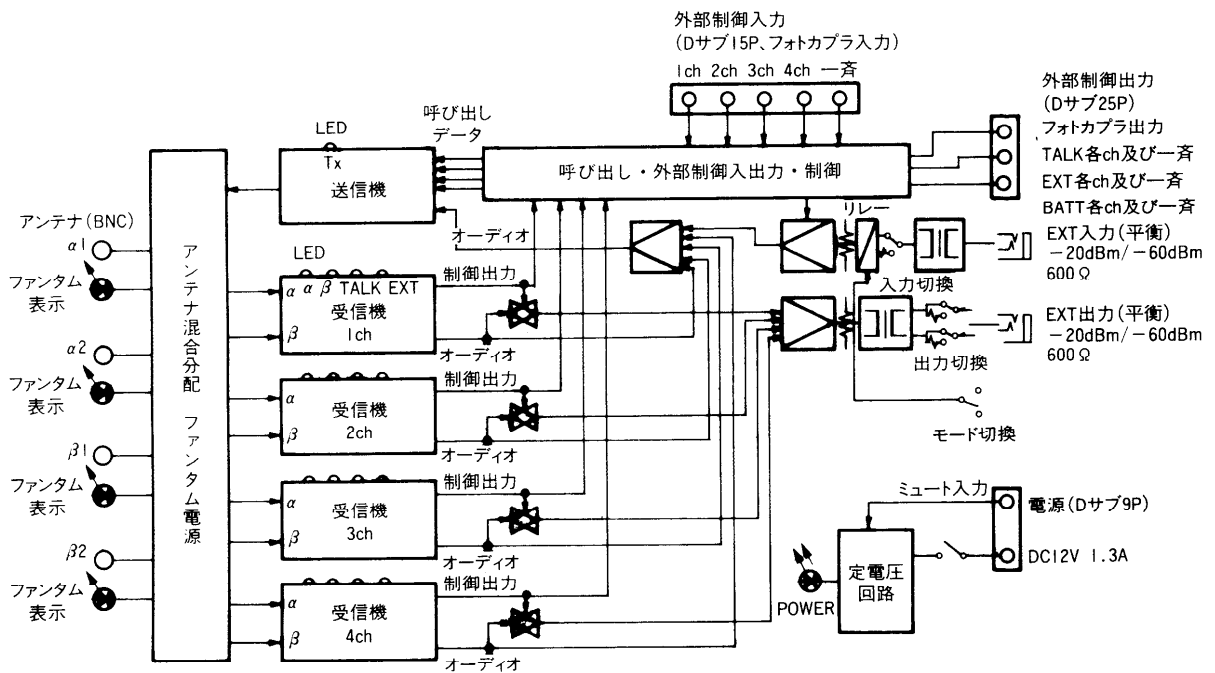 外部制御入力
(Dサブ15P、フォトカプラ入力)
1ch 2ch 3ch 4ch 一斉
外部制御出力
(Dサブ25P)
フォトカプラ出力
TALK各ch及び一斉
EXT各ch及び一斉
BATT各ch及び一斉
呼び出し
データ
LED
Tx
送信機
呼び出し・外部制御入出力・制御
リレー
オーディオ
EXT入力(平衡)
-20dBm/-60dBm
600Ω
入力切換
EXT出力(平衡)
-20dBm/-60dBm
600Ω
出力切換
モード切換
アンテナ(BNC)
α1
ファンタム
表示
α2
ファンタム
表示
β1
ファンタム
表示
β2
ファンタム
表示
アンテナ混合分配 ファンタム電源
LED
α α β TALK EXT
受信機
β 1ch
制御出力
オーディオ
α 受信機
β 2ch
制御出力
オーディオ
α 受信機
β 3ch
制御出力
オーディオ
α 受信機
β 4ch
制御出力
オーディオ
ミュート入力
電源(Dサブ9P)
DC12V 1.3A
定電圧
回路
POWER